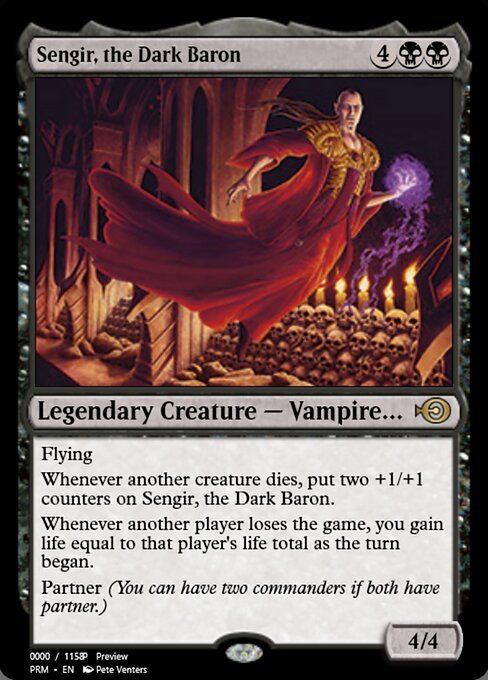 Sengir, the Dark Baron 4
Legendary Creature — Vampire...
Flying
Whenever another creature dies, put two +1/+1
counters on Sengir, the Dark Baron.
Whenever another player loses the game, you gain
life equal to that player's life total as the turn
began.
Partner (You can have two commanders if both have
partner.)
4/4
0000 / 1158P Preview
PRM • EN Pete Venters